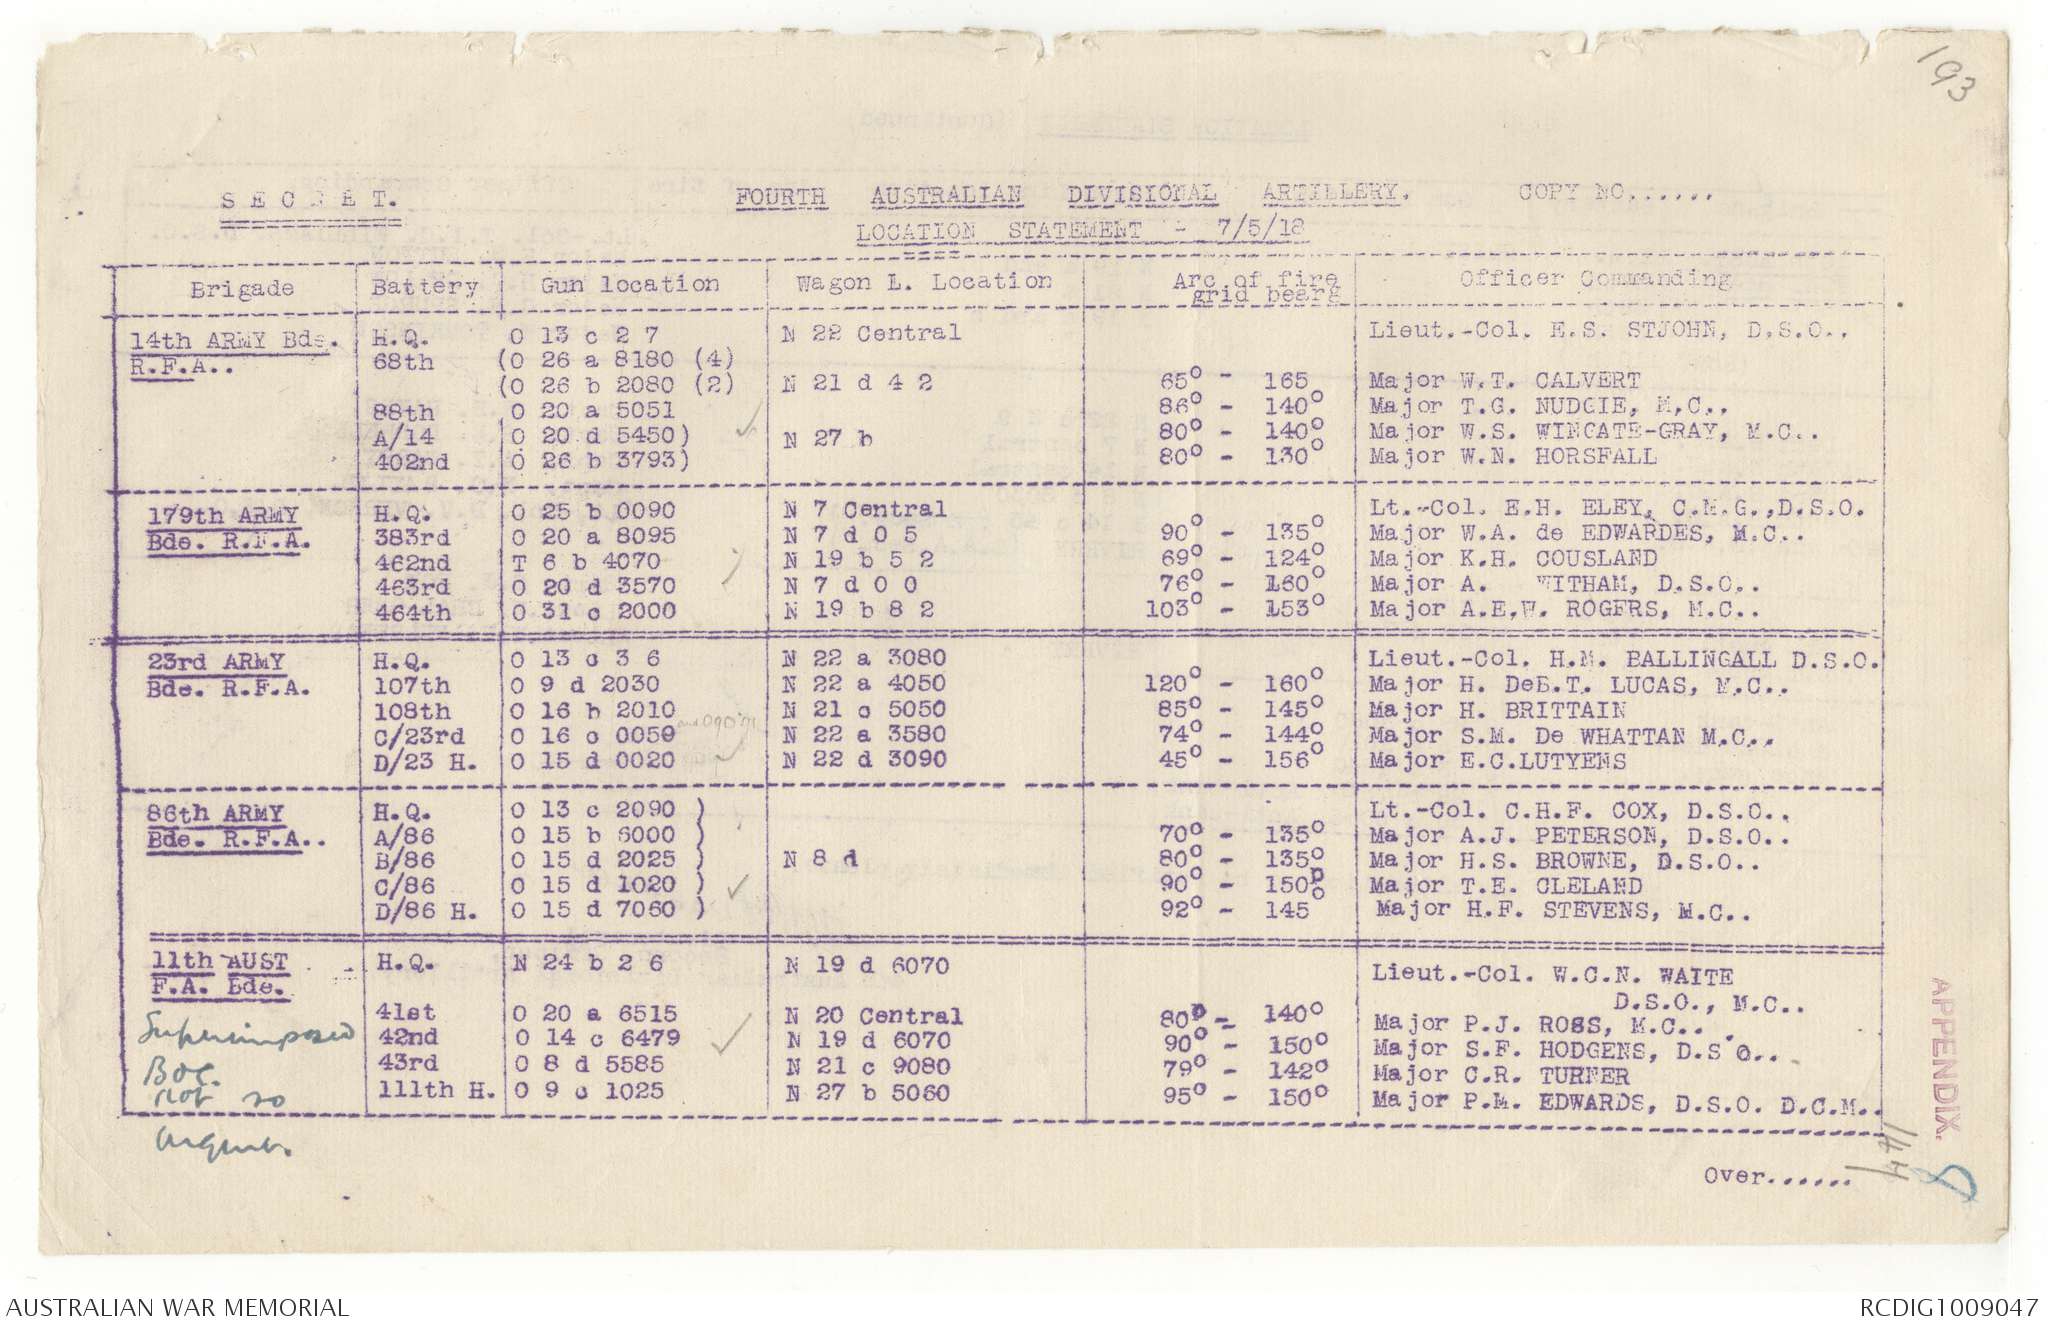 193
S E C R E T.
FOURTH AUSTRALIAN DIVISIONAL ARTILLERY. COPY NO......
LOCATION STATEMENT - 7/5/18
Brigade Battery Gun location Wagon L. Location Arc of fire grid bearg Officer Commanding
14th ARMY Bde. H.Q. O 13 c 2 7 N 22 Central Lieut.-Col. E.S. STJOHN, D.S.O..
R.F.A.. 68th (O 26 a 8180 (4)
(O 26 b 2080 (2) N 21 d 4 2 65° - 165 Major W.T. CALVERT
88th O 20 a 5051 86° - 140° Major T.G. NUDGIE, M.C..
A/14 O 20 d 5450) N 27 b 80° - 140° Major W.S. WINGATE-GRAY, M.C..
402nd O 26 b 3793) 80° - 130° Major W.N. HORSFALL
179th ARMY H.Q. O 25 b 0090 N 7 Central Lt.-Col. E.H. ELEY, C.M.G.,D.S.O.
Bde. R.F.A. 383rd O 20 a 8095 N 7 d 0 5 90° - 135° Major W.A. de EDWARDES, M.C..
462nd T 6 b 4070 N 19 b 5 2 69° - 124° Major K.H. COUSLAND
463rd O 20 d 3570 N 7 d 0 0 76° - 160° Major A. WITHAM, D.S.O..
464th O 31 c 2000 N 19 b 8 2 103° - 153° Major A.E.W. ROGERS, M.C..
23rd ARMY H.Q. O 13 c 3 6 N 22 a 3080 Lieut.-Col. H.M. BALLINGALL D.S.O.
Bde. R.F.A. 107th O 9 d 2030 N 22 a 4050 120° - 160° Major H. DeB.T. LUCAS, M.C..
108th O 16 b 2010 N 21 c 5050 85° - 145° Major H. BRITTAIN
C/23rd O 16 c 0050 N 22 a 3580 74° - 144° Major S.M. De WHATTAN M.C..
D/23 H. O 15 d 0020 N 22 d 3090 45° - 156° Major E.C.LUTYENS
86th ARMY H.Q. O 13 c 2090 ) Lt.-Col. C.H.F. COX, D.S.O..
Bde. R.F.A.. A/86 O 15 b 6000 ) 70° - 135° Major A.J. PETERSON, D.S.O..
B/86 O 15 d 2025 ) N 8 d 80° - 135° Major H.S. BROWNE, D.S.O..
C/86 O 15 d 1020 ) 90° - 150° Major T.E. CLELAND
D/86 H. O 15 d 7060 ) 92° - 145° Major H.F. STEVENS, M.C..
11th AUST H.Q. N 24 b 2 6 N 19 d 6070 Lieut.-Col. W.C.N. WAITE
F.A. Bde. D.S.O., M.C..
41st O 20 a 6515 N 20 Central 80° - 140° Major P.J. ROSS, M.C..
42nd O 14 c 6479 N 19 d 6070 90° - 150° Major S.F. HODGENS, D.S.O..
43rd O 8 d 5585 N 21 c 9080 79° - 142° Major C.R. TURNER
111th H. O 9 c 1025 N 27 b 5060 95° - 150° Major P.M. EDWARDS, D.S.O. D.C.M..
Superimposed
Bde.
not so
urgent.
Over......
APPENDIX.
8
AUSTRALIAN WAR MEMORIAL
RCDIG1009047